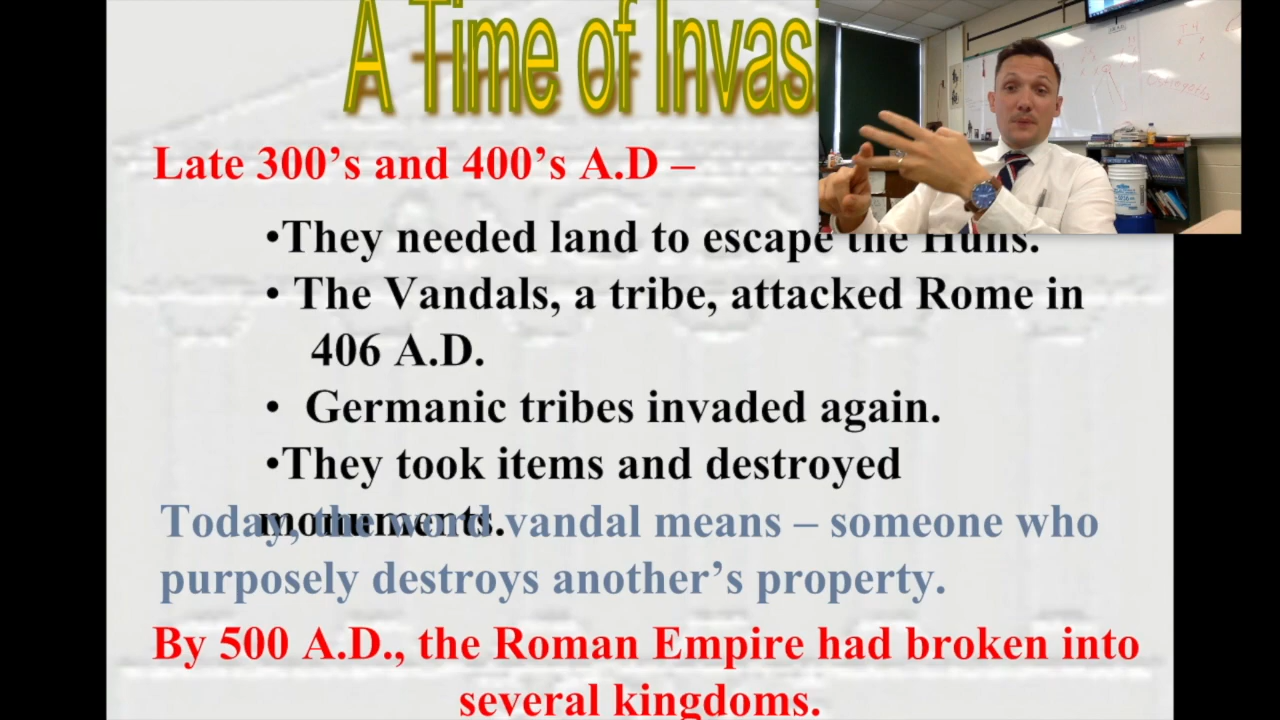 A Time of Invasi
Late 300’s and 400’s A.D –
•They needed land to escape the Huns.
• The Vandals, a tribe, attacked Rome in
406 A.D.
• Germanic tribes invaded again.
•They took items and destroyed
monuments.
Today, the word vandal means – someone who
purposely destroys another’s property.
By 500 A.D., the Roman Empire had broken into
several kingdoms.